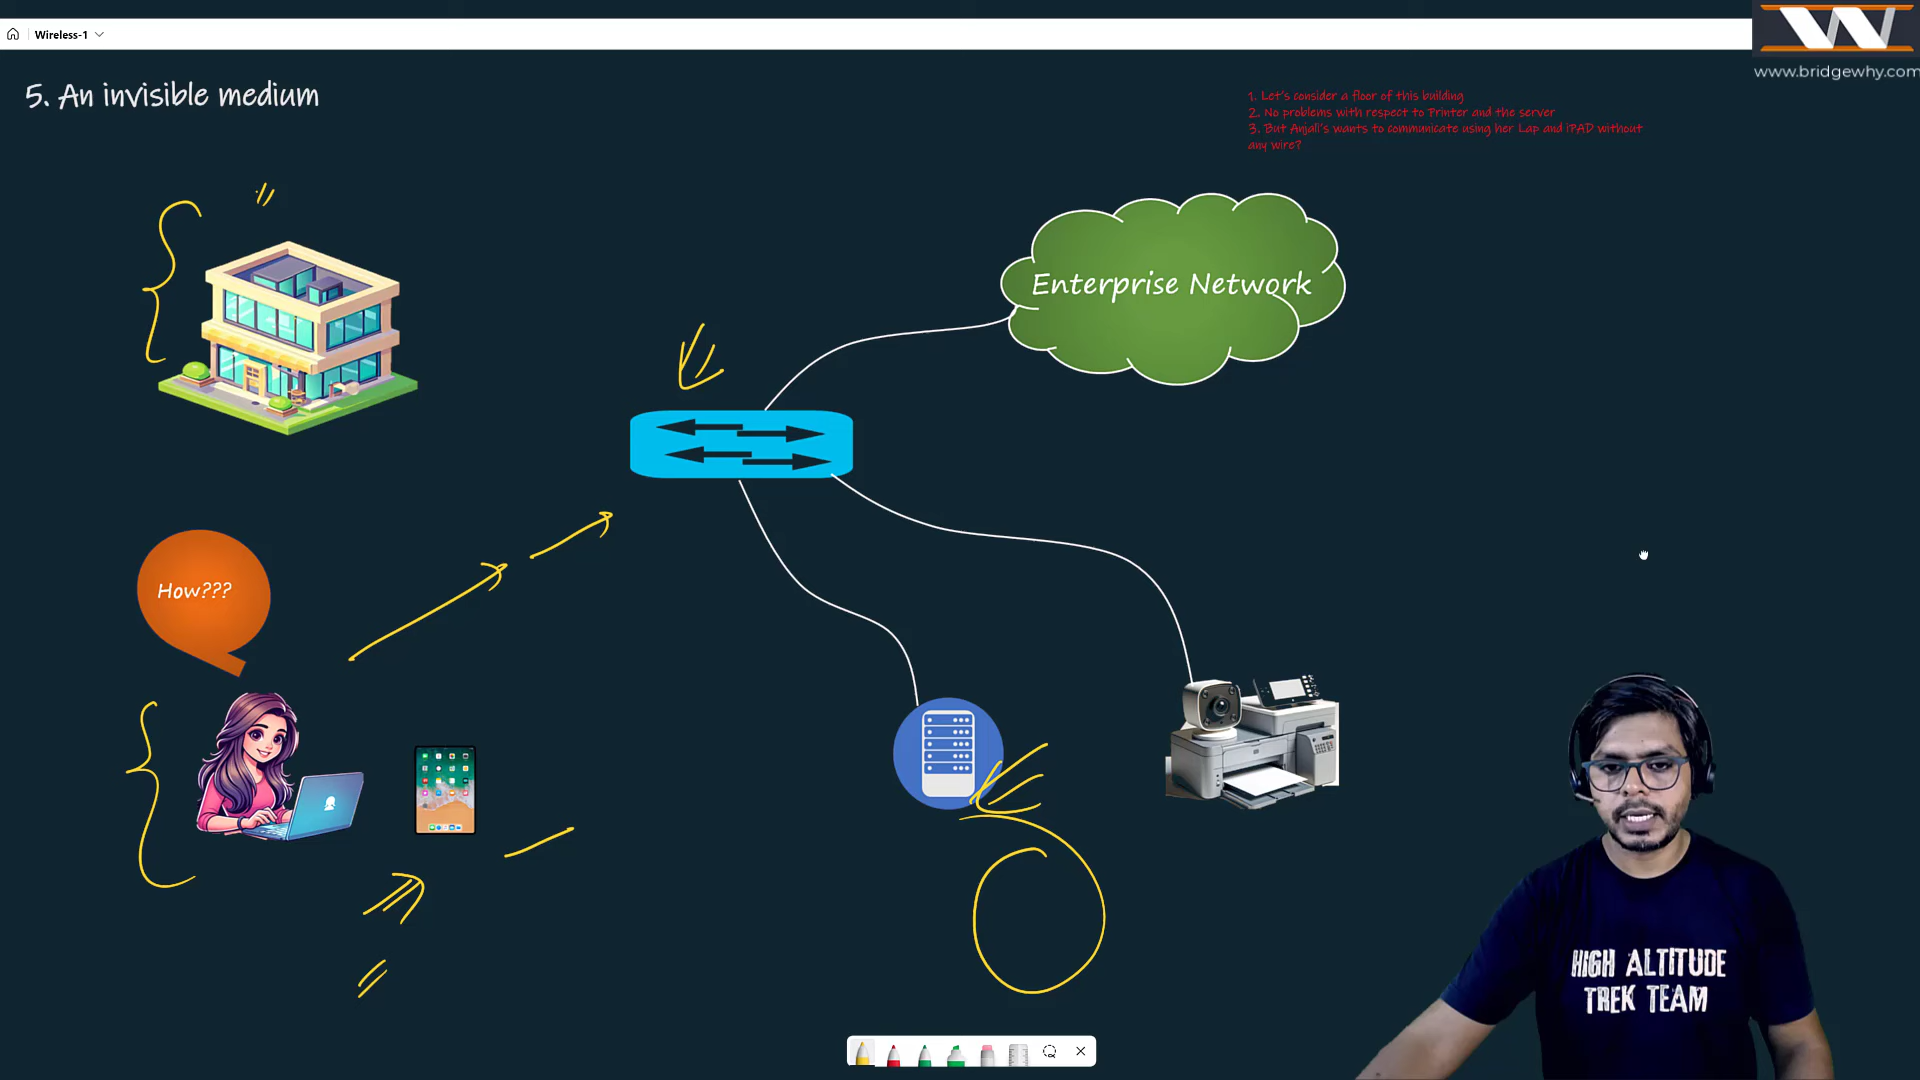 Wireless-1
www.bridgewhy.com
5. An invisible medium
1. Let's consider a floor of this building
2. No problems with respect to Printer and the server
3. But Anjali's wants to communicate using her Lap and iPAD without
any wire?
Enterprise Network
How???
HIGH ALTITUDE
TREK TEAM